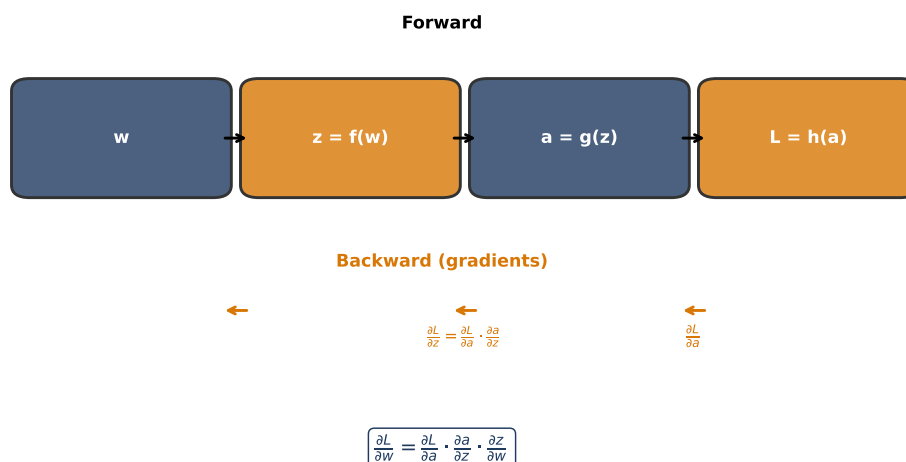 Forward
w
z = f(w)
a = g(z)
L = h(a)
Backward (gradients)
∂L/∂z = ∂L/∂a · ∂a/∂z
∂L/∂a
∂L/∂w = ∂L/∂a · ∂a/∂z · ∂z/∂w